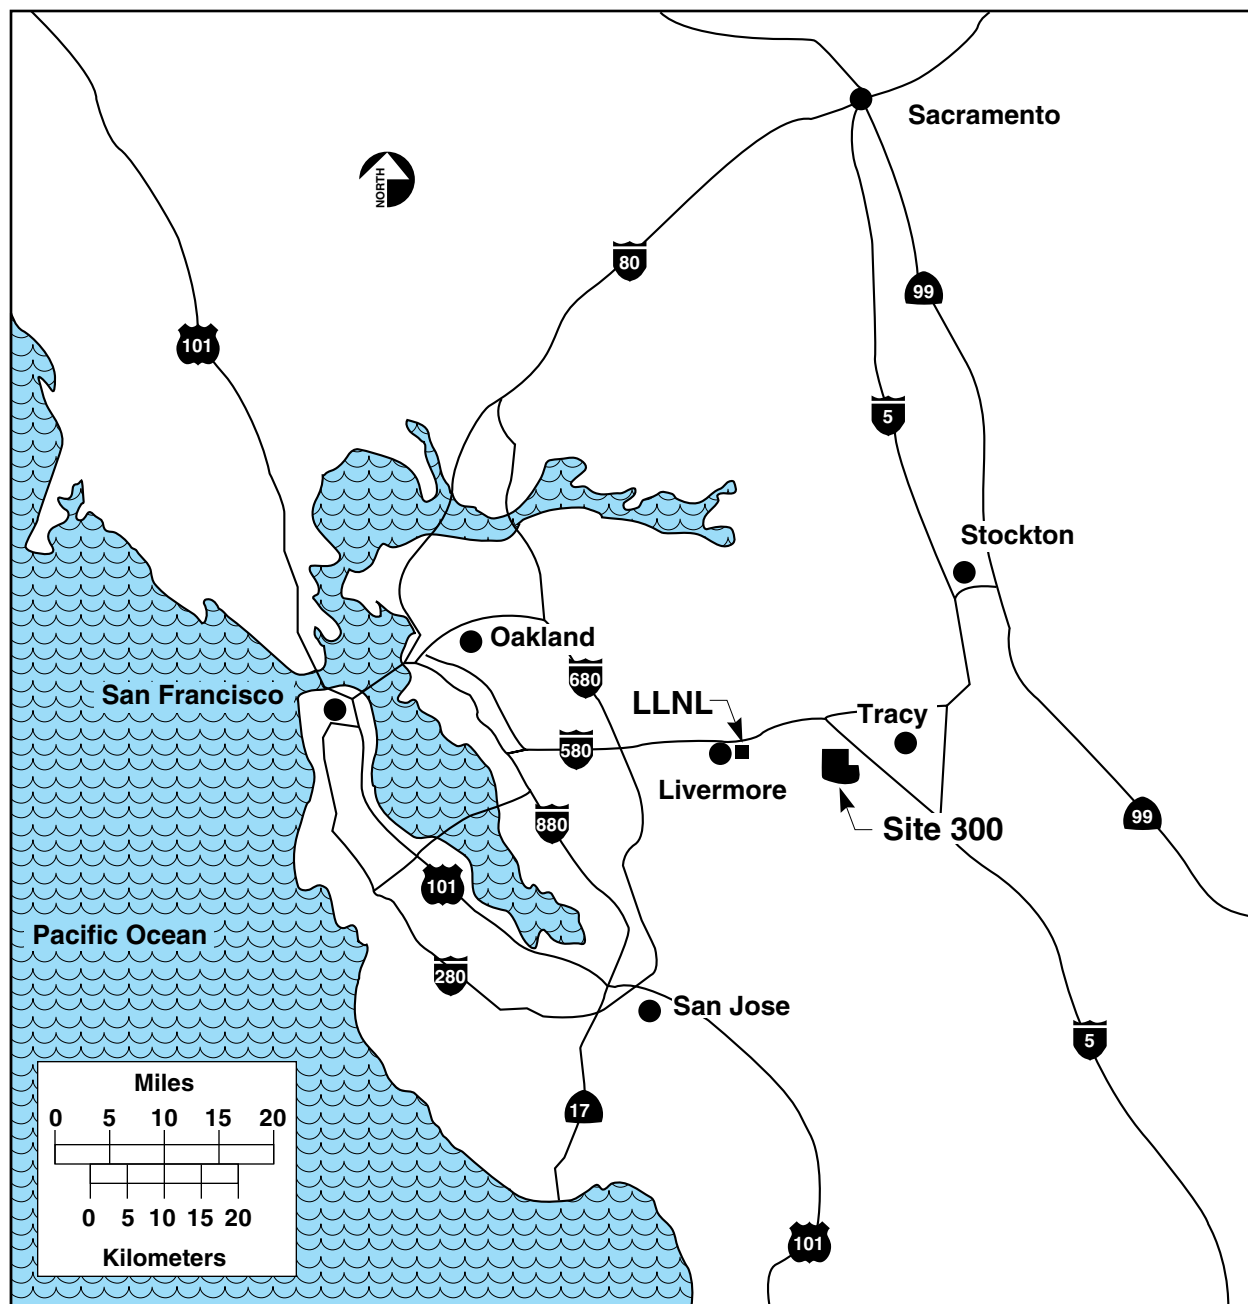 Sacramento
NORTH
80
99
101
5
Stockton
Oakland
680
San Francisco
LLNL
Tracy
580
Livermore
880
Site 300
99
101
Pacific Ocean
280
San Jose
5
Miles
0 5 10 15 20
17
0 5 10 15 20
Kilometers
101